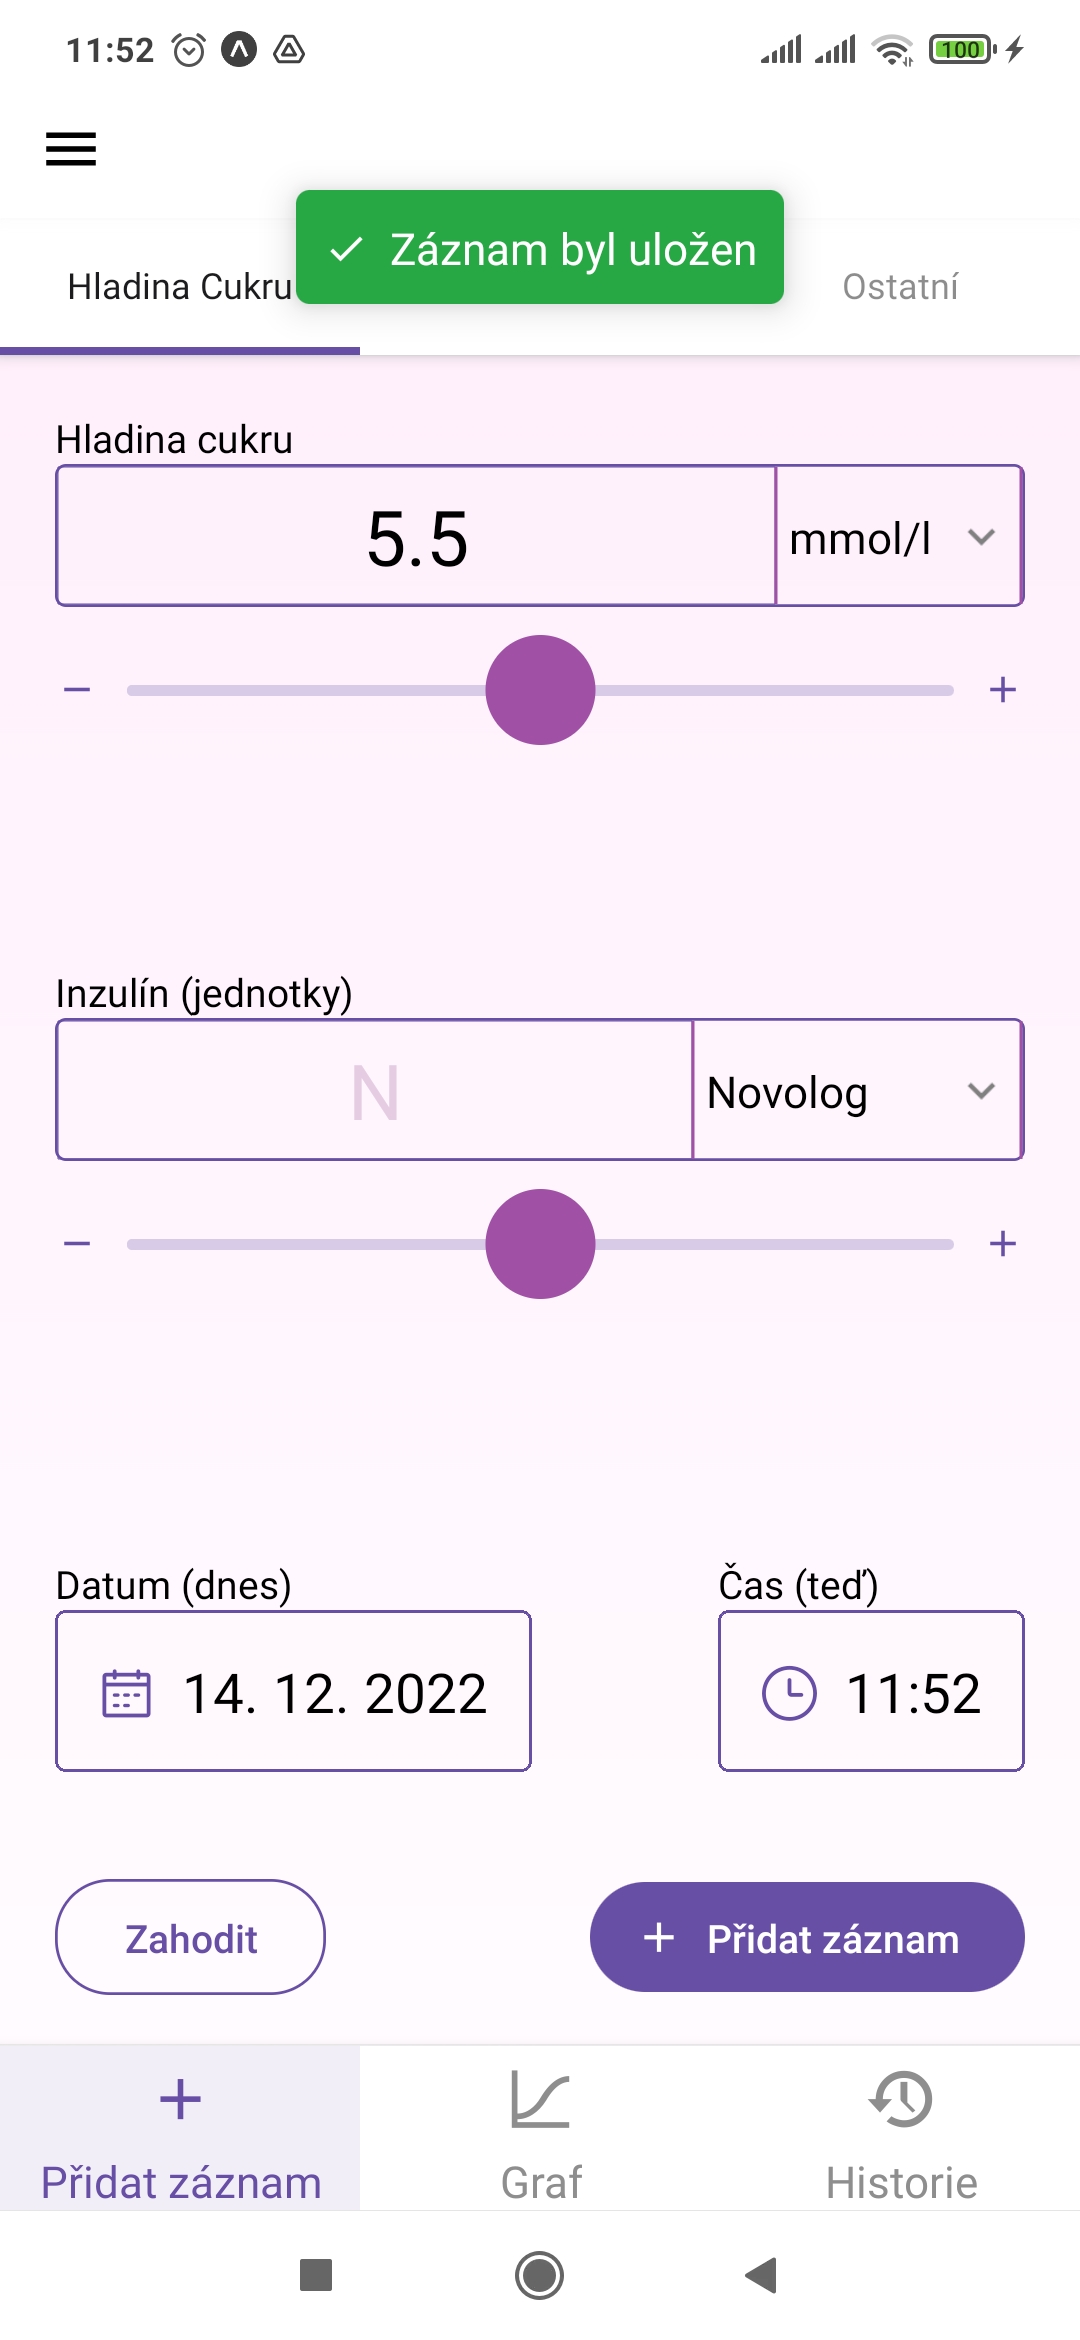 11:52
100
Záznam byl uložen
Hladina Cukru
Ostatní
Hladina cukru
5.5
mmol/l
Inzulín (jednotky)
N
Novolog
Datum (dnes)
Čas (teď)
14. 12. 2022
11:52
Zahodit
+ Přidat záznam
Přidat záznam
Graf
Historie